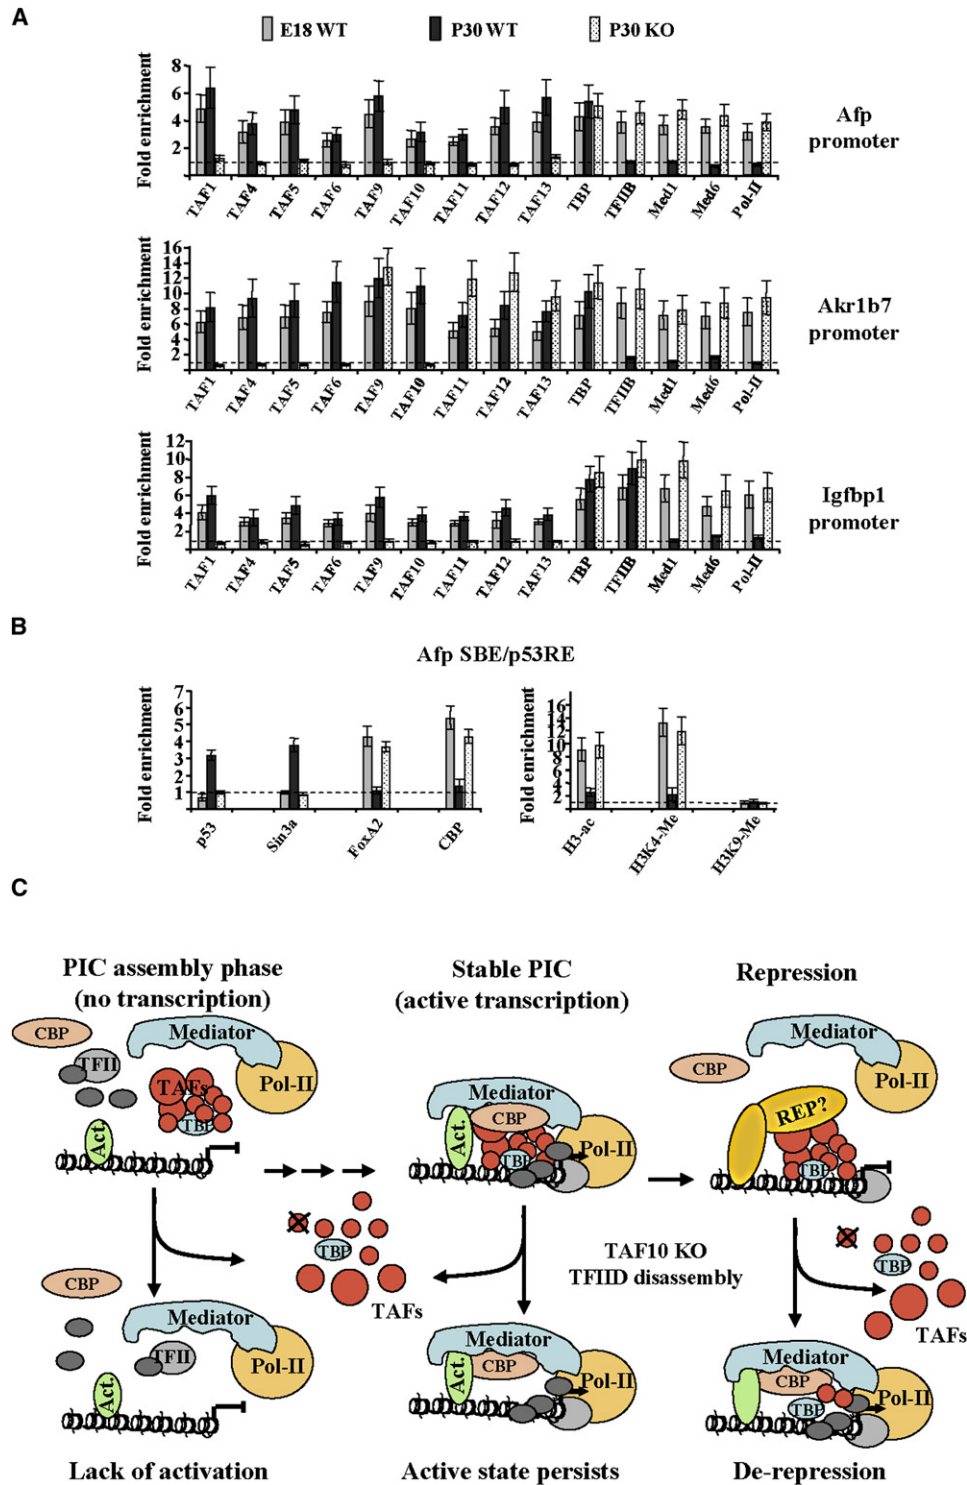 A
E18 WT
P30 WT
P30 KO
Fold enrichment
8
6
4
2
TAF1
TAF4
TAF5
TAF6
TAF9
TAF10
TAF11
TAF12
TAF13
TBP
TFIIB
Med1
Med6
Pol-II
Afp
promoter
Fold enrichment
16
14
12
10
8
6
4
2
TAF1
TAF4
TAF5
TAF6
TAF9
TAF10
TAF11
TAF12
TAF13
TBP
TFIIB
Med1
Med6
Pol-II
Akr1b7
promoter
Fold enrichment
12
10
8
6
4
2
TAF1
TAF4
TAF5
TAF6
TAF9
TAF10
TAF11
TAF12
TAF13
TBP
TFIIB
Med1
Med6
Pol-II
Igfbp1
promoter
B
Afp SBE/p53RE
Fold enrichment
7
6
5
4
3
2
1
p53
Sin3a
FoxA2
CBP
Fold enrichment
16
14
12
10
8
6
4
2
H3-ac
H3K4-Me
H3K9-Me
C
PIC assembly phase
(no transcription)
Stable PIC
(active transcription)
Repression
CBP
TFII
Mediator
Pol-II
TAFs
TBP
Act.
Mediator
CBP
Act.
TBP
Pol-II
CBP
Mediator
Pol-II
REP?
TBP
TBP
TAFs
TAF10 KO
TFIID disassembly
TBP
TAFs
CBP
Mediator
TFII
Pol-II
Act.
Mediator
CBP
Act.
Pol-II
Mediator
CBP
TBP
Pol-II
Lack of activation
Active state persists
De-repression